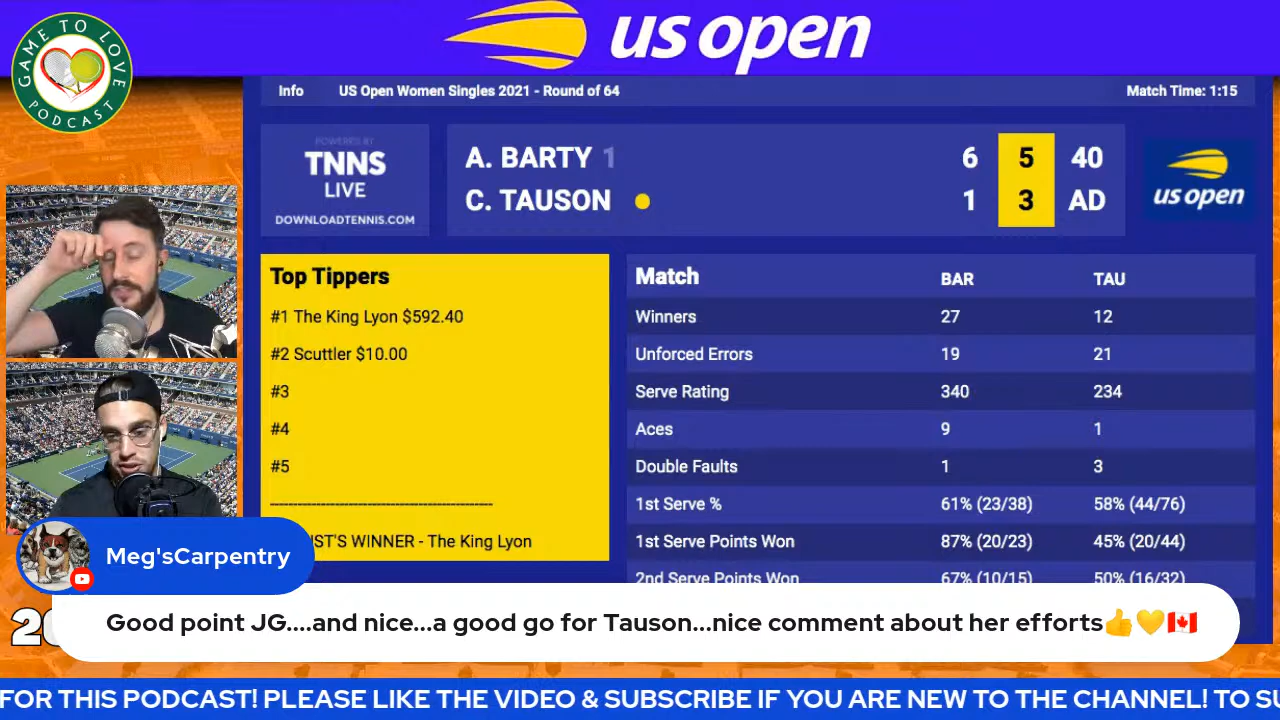 GAME TO LOVE
PODCAST
us open
Info US Open Women Singles 2021 - Round of 64 Match Time: 1:15
POWERED BY
TNNS
LIVE
DOWNLOADTENNIS.COM
A. BARTY 1 6 5 40
C. TAUSON 1 3 AD
us open
Top Tippers
#1 The King Lyon $592.40
#2 Scuttler $10.00
#3
#4
#5
----------------------------------------
WINNER - The King Lyon
Match BAR TAU
Winners 27 12
Unforced Errors 19 21
Serve Rating 340 234
Aces 9 1
Double Faults 1 3
1st Serve % 61% (23/38) 58% (44/76)
1st Serve Points Won 87% (20/23) 45% (20/44)
2nd Serve Points Won 67% (10/15) 50% (16/32)
Meg'sCarpentry
Good point JG....and nice...a good go for Tauson...nice comment about her efforts👍💛🇨🇦
FOR THIS PODCAST! PLEASE LIKE THE VIDEO & SUBSCRIBE IF YOU ARE NEW TO THE CHANNEL! TO